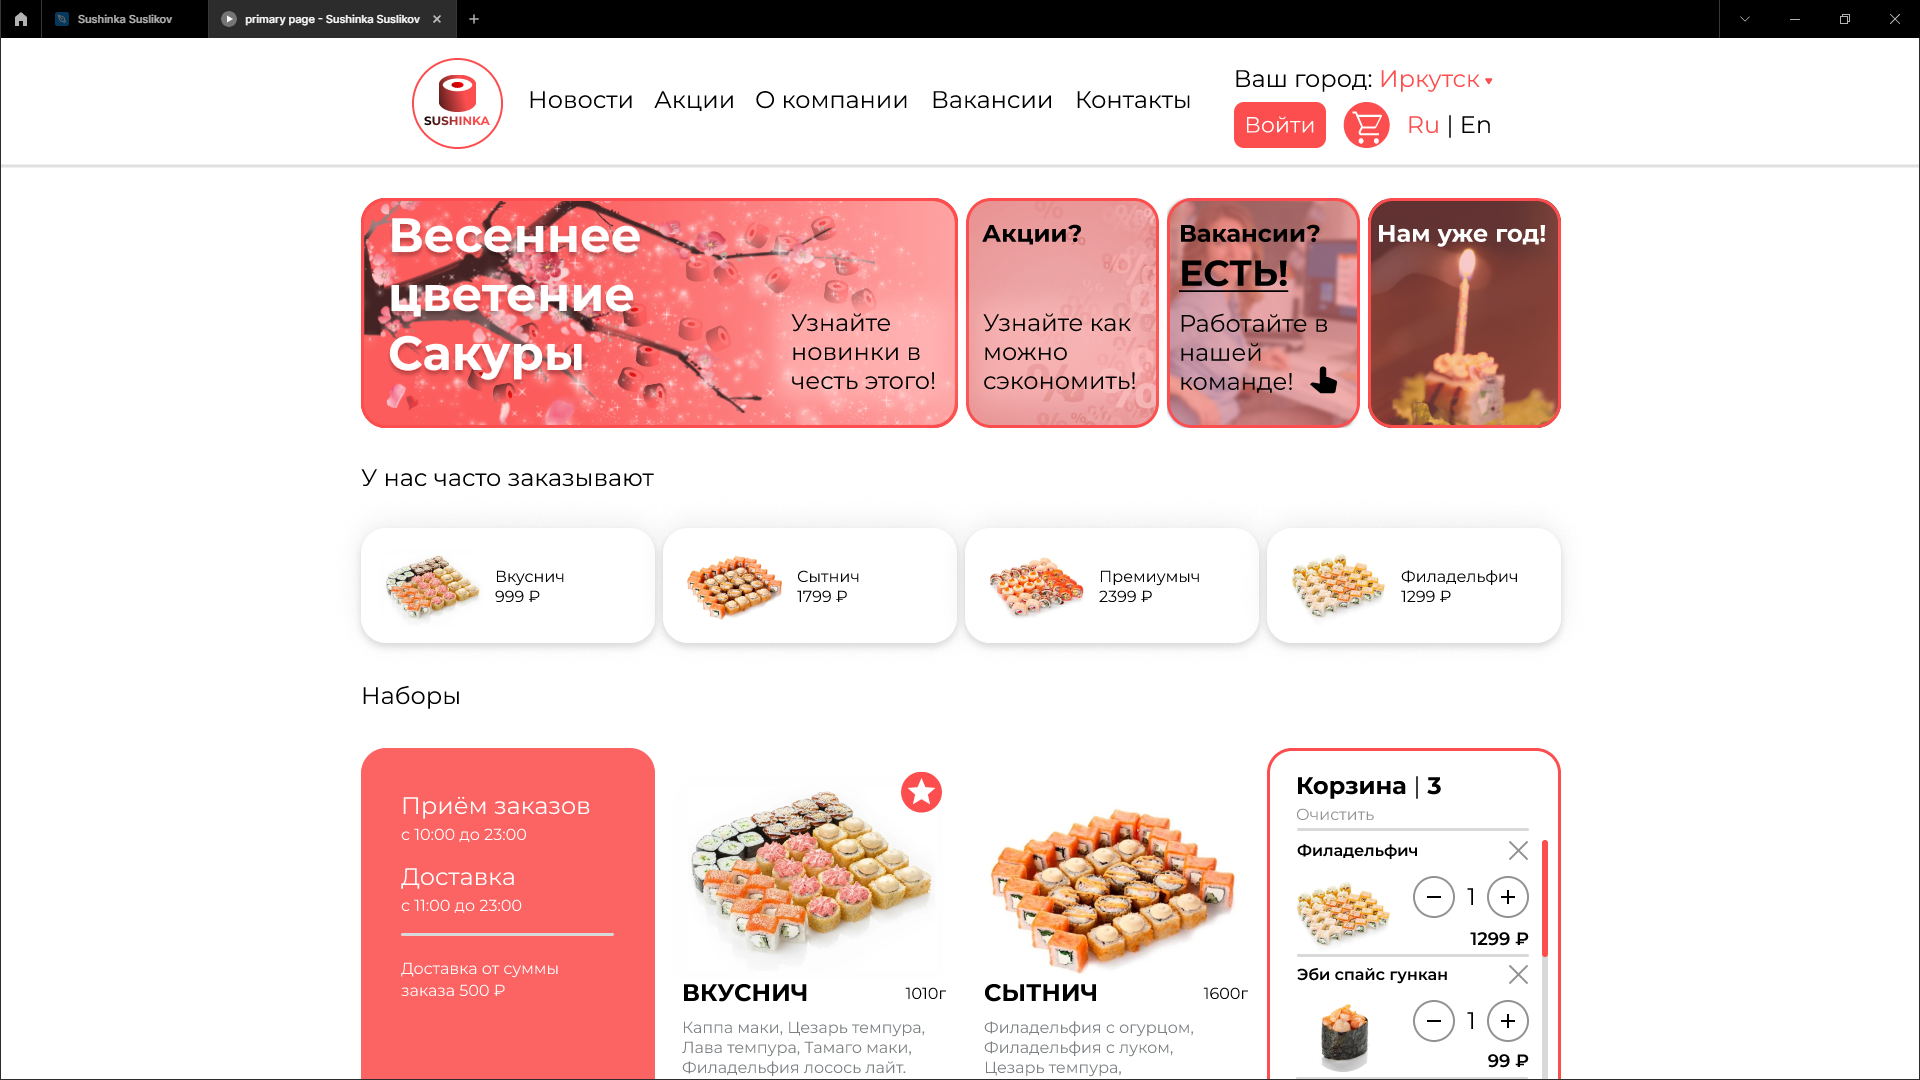 Sushinka Suslikov
primary page - Sushinka Suslikov
SUSHINKA
Новости
Акции
О компании
Вакансии
Контакты
Ваш город: Иркутск
Войти
Ru | En
Весеннее
цветение
Сакуры
Узнайте
новинки в
честь этого!
Акции?
Узнайте как
можно
сэкономить!
Вакансии?
ЕСТЬ!
Работайте в
нашей
команде!
Нам уже год!
У нас часто заказывают
Вкуснич
999 ₽
Сытнич
1799 ₽
Премиумыч
2399 ₽
Филадельфич
1299 ₽
Наборы
Приём заказов
с 10:00 до 23:00
Доставка
с 11:00 до 23:00
Доставка от суммы
заказа 500 ₽
ВКУСНИЧ
1010г
Каппа маки, Цезарь темпура,
Лава темпура, Тамаго маки,
Филадельфия лосось лайт.
СЫТНИЧ
1600г
Филадельфия с огурцом,
Филадельфия с луком,
Цезарь темпура,
Корзина | 3
Очистить
Филадельфич
1
1299 ₽
Эби спайс гункан
1
99 ₽